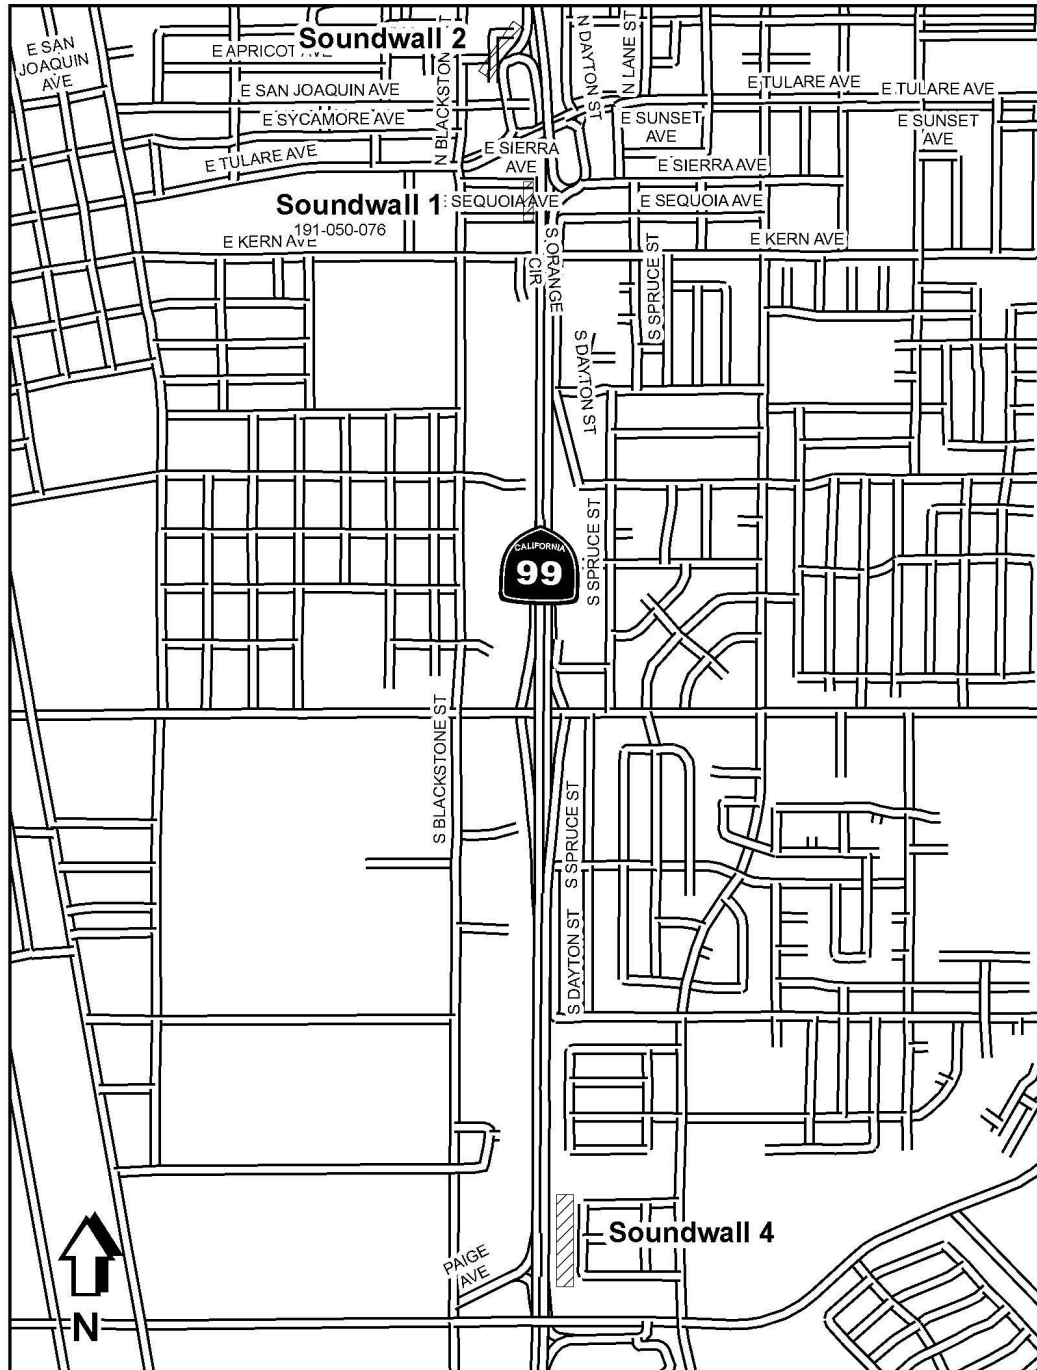 E SAN
JOAQUIN
AVE
E APRICOT AVE
Soundwall 2
N BLACKSTONE ST
N DAYTON ST
N LANE ST
E SAN JOAQUIN AVE
E TULARE AVE
E TULARE AVE
E SYCAMORE AVE
E SUNSET
AVE
E SUNSET
AVE
E TULARE AVE
E SIERRA
AVE
E SIERRA AVE
Soundwall 1
E SEQUOIA AVE
E SEQUOIA AVE
191-050-076
E KERN AVE
E KERN AVE
S ORANGE
CIR
S SPRUCE ST
S DAYTON ST
S SPRUCE ST
CALIFORNIA
99
S BLACKSTONE ST
S SPRUCE ST
S DAYTON ST
Soundwall 4
PAIGE
AVE
N